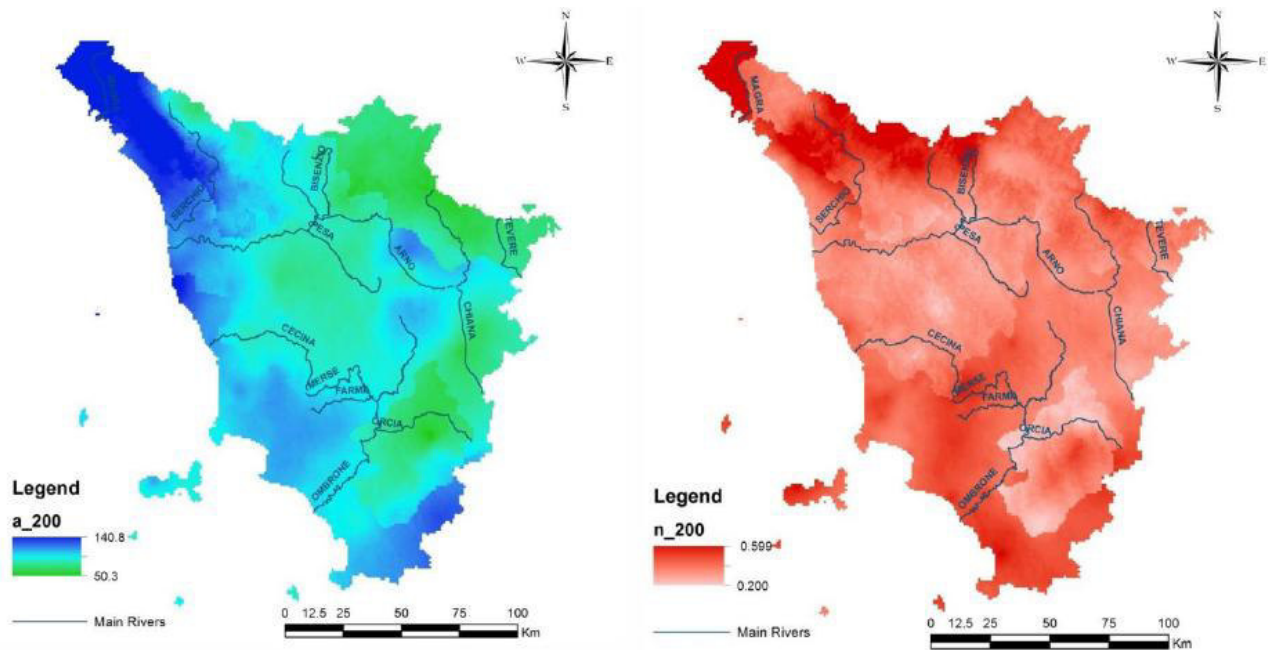 N
W
E
S
MAGRA
SERCHIO
BISENZIO
PESA
ARNO
TEVERE
CHIANA
CECINA
MERSE
FARMA
ORCIA
OMBRONE
Legend
a_200
140.8
50.3
Main Rivers
0 12.5 25 50 75 100
Km
N
W
E
S
MAGRA
SERCHIO
PESA
ARNO
TEVERE
CHIANA
CECINA
MERSE
FARMA
ORCIA
OMBRONE
Legend
n_200
0.599
0.200
Main Rivers
0 12.5 25 50 75 100
Km